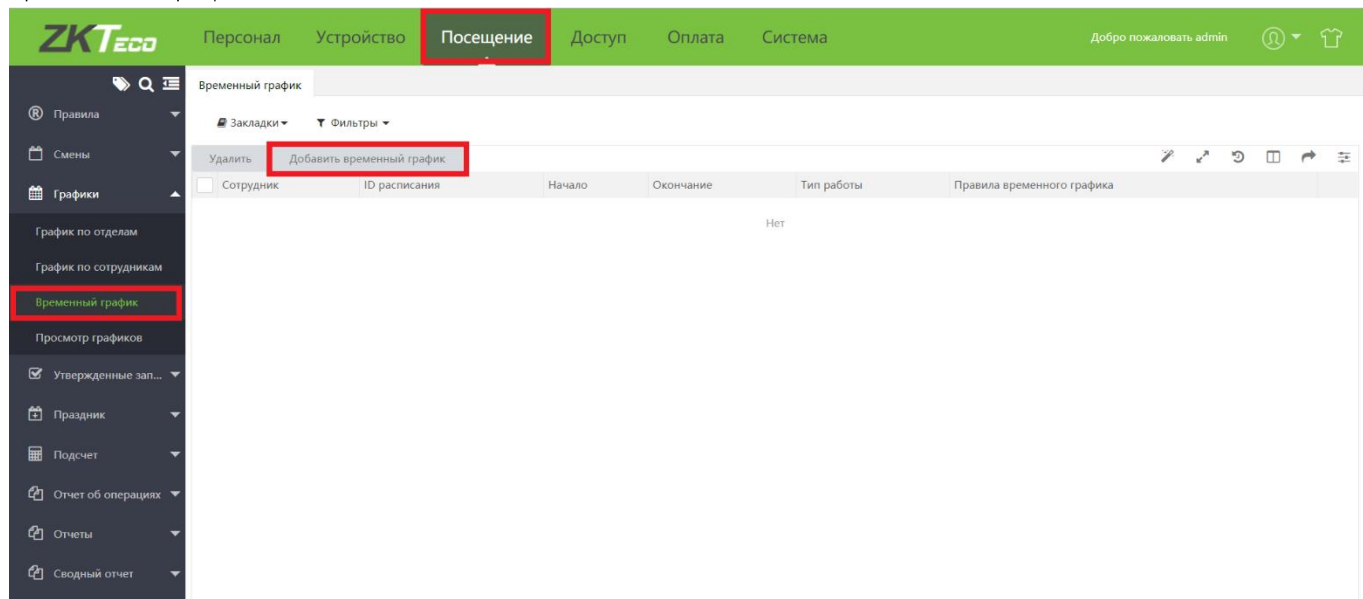 ZKTeco Персонал Устройство Посещение Доступ Оплата Система Добро пожаловать admin
Временный график
Правила
Закладки Фильтры
Смены
Удалить Добавить временный график
Сотрудник ID расписания Начало Окончание Тип работы Правила временного графика
Графики
Нет
График по отделам
График по сотрудникам
Временный график
Просмотр графиков
Утвержденные зап...
Праздник
Подсчет
Отчет об операциях
Отчеты
Сводный отчет